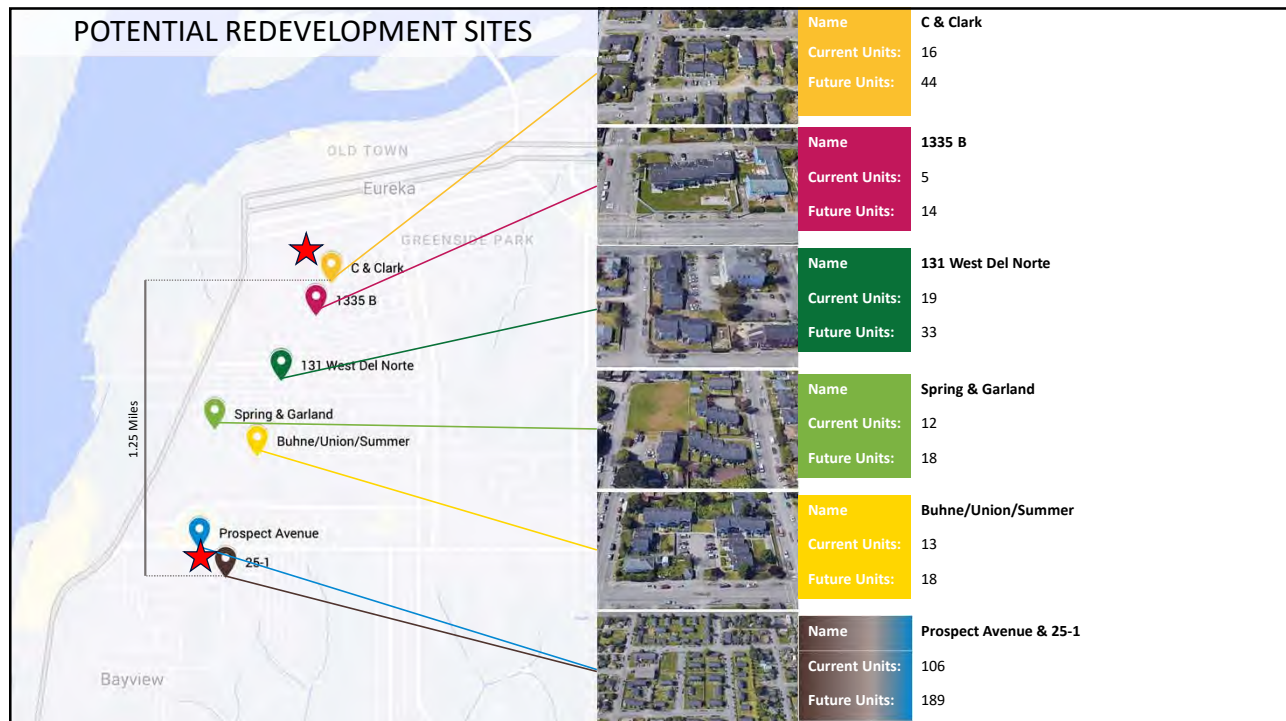 POTENTIAL REDEVELOPMENT SITES
OLD TOWN
Eureka
GREENSIDE PARK
C & Clark
1335 B
131 West Del Norte
Spring & Garland
Buhne/Union/Summer
Prospect Avenue
25-1
Bayview
1.25 Miles
Name C & Clark
Current Units: 16
Future Units: 44
Name 1335 B
Current Units: 5
Future Units: 14
Name 131 West Del Norte
Current Units: 19
Future Units: 33
Name Spring & Garland
Current Units: 12
Future Units: 18
Name Buhne/Union/Summer
Current Units: 13
Future Units: 18
Name Prospect Avenue & 25-1
Current Units: 106
Future Units: 189